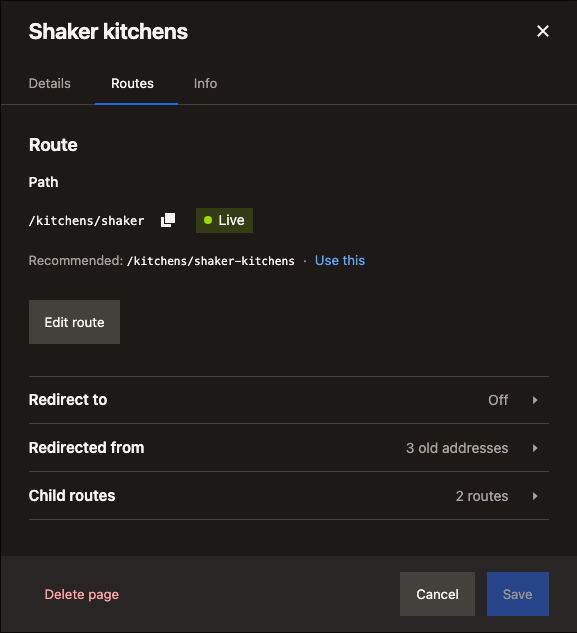 Shaker kitchens
Details Routes Info
Route
Path
/kitchens/shaker Live
Recommended: /kitchens/shaker-kitchens · Use this
Edit route
Redirect to Off
Redirected from 3 old addresses
Child routes 2 routes
Delete page Cancel Save